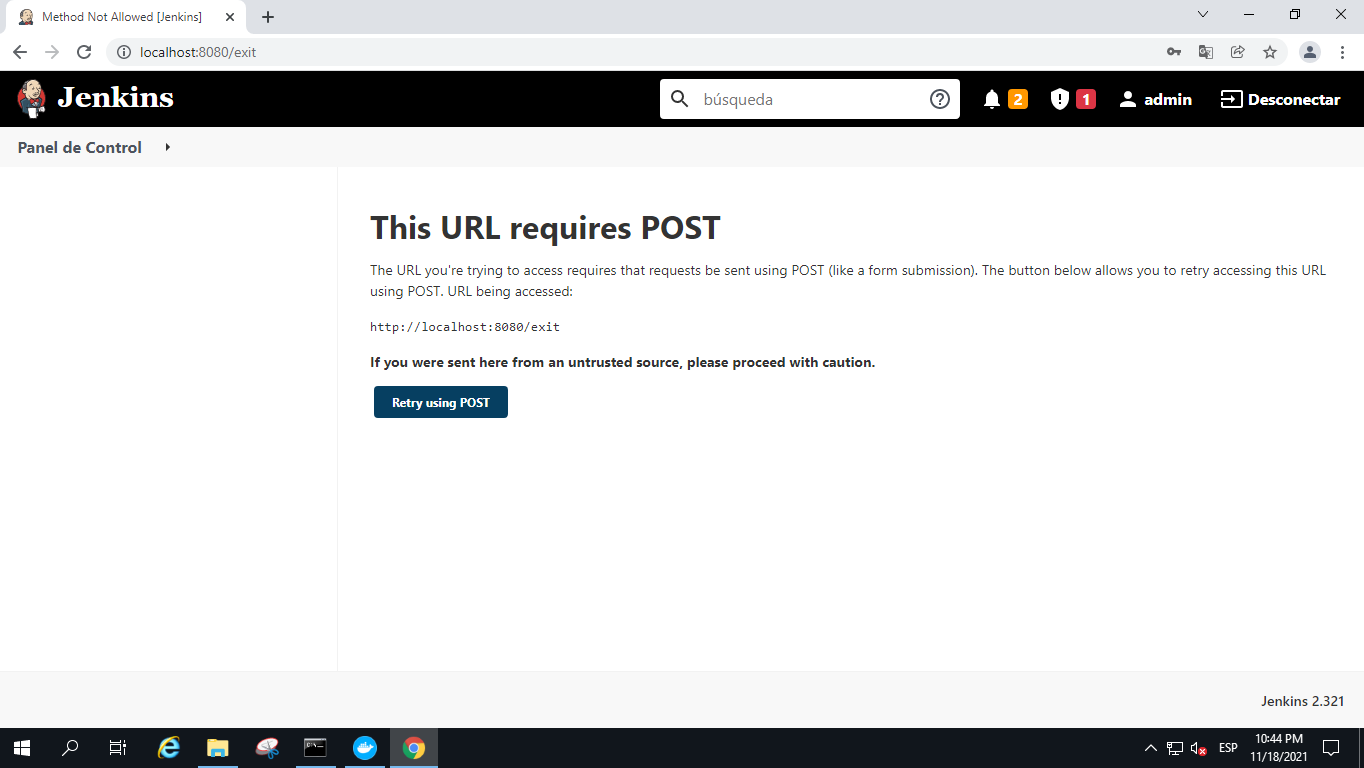 Method Not Allowed [Jenkins]
localhost:8080/exit
Jenkins
búsqueda
2
1
admin
Desconectar
Panel de Control
This URL requires POST
The URL you're trying to access requires that requests be sent using POST (like a form submission). The button below allows you to retry accessing this URL
using POST. URL being accessed:
http://localhost:8080/exit
If you were sent here from an untrusted source, please proceed with caution.
Retry using POST
Jenkins 2.321
ESP
10:44 PM
11/18/2021